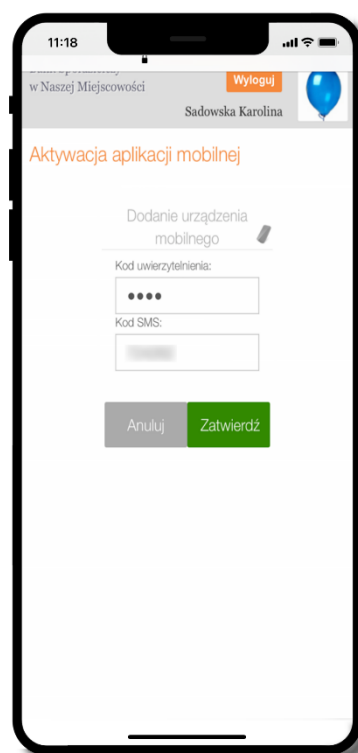 11:18
w Naszej Miejscowości
Wyloguj
Sadowska Karolina
Aktywacja aplikacji mobilnej
Dodanie urządzenia
mobilnego
Kod uwierzytelnienia:
••••
Kod SMS:
Anuluj
Zatwierdź